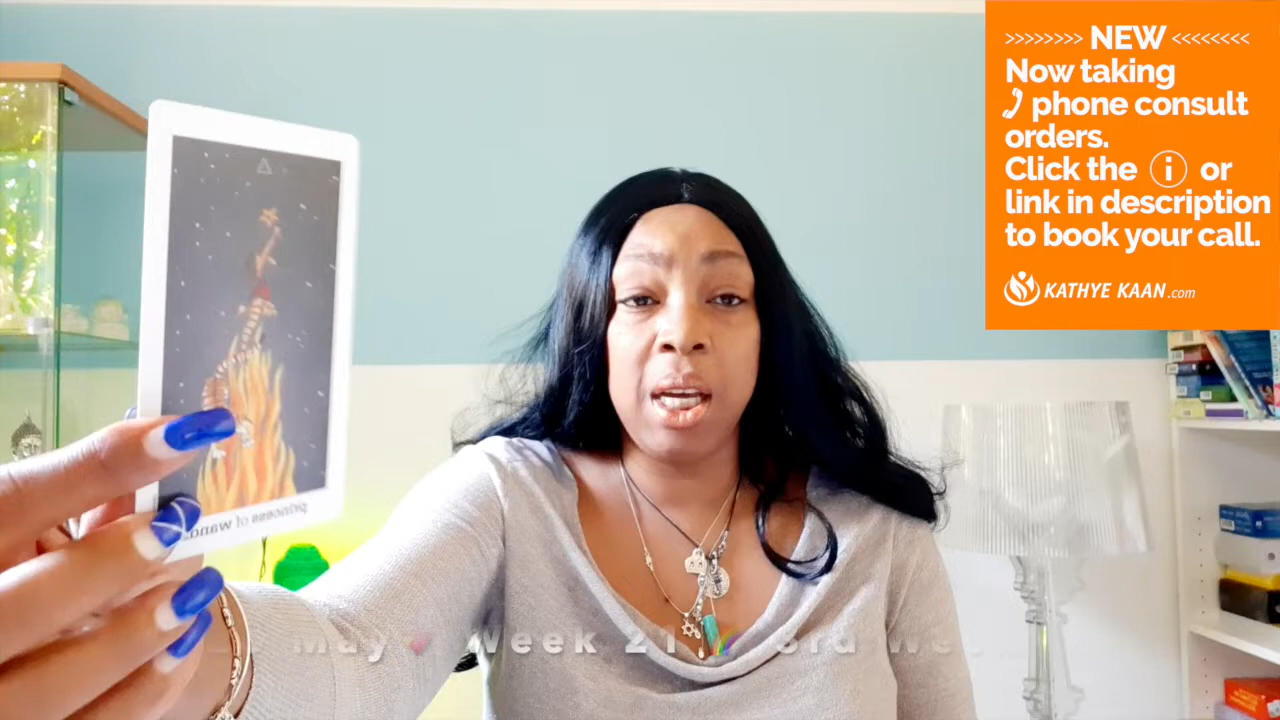 >>>>>>>> NEW <<<<<<<<
Now taking
phone consult
orders.
Click the i or
link in description
to book your call.
KATHYE KAAN.com
princess of wands
May Week 21